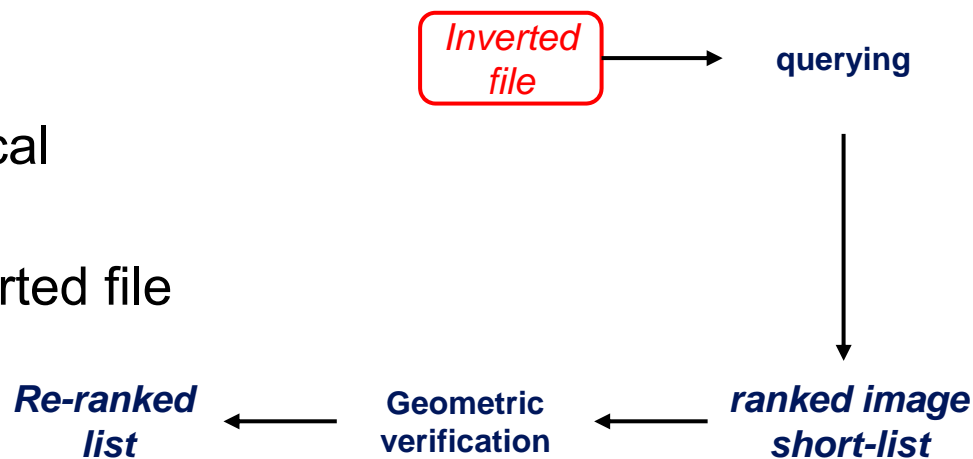 Inverted
file
querying
cal
rted file
Re-ranked
list
Geometric
verification
ranked image
short-list